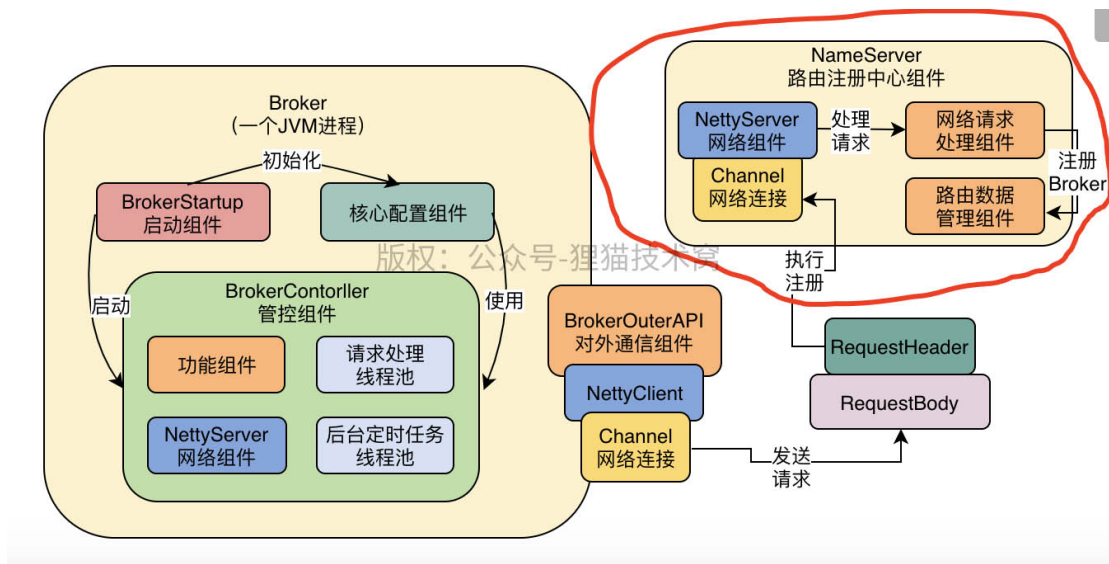 Broker
(一个JVM进程)
初始化
BrokerStartup
启动组件
核心配置组件
启动
使用
BrokerContorller
管控组件
功能组件
请求处理
线程池
NettyServer
网络组件
后台定时任务
线程池
BrokerOuterAPI
对外通信组件
NettyClient
Channel
网络连接
发送
请求
RequestHeader
RequestBody
执行
注册
NameServer
路由注册中心组件
NettyServer
网络组件
Channel
网络连接
处理
请求
网络请求
处理组件
注册
Broker
路由数据
管理组件
版权：公众号-狸猫技术窝